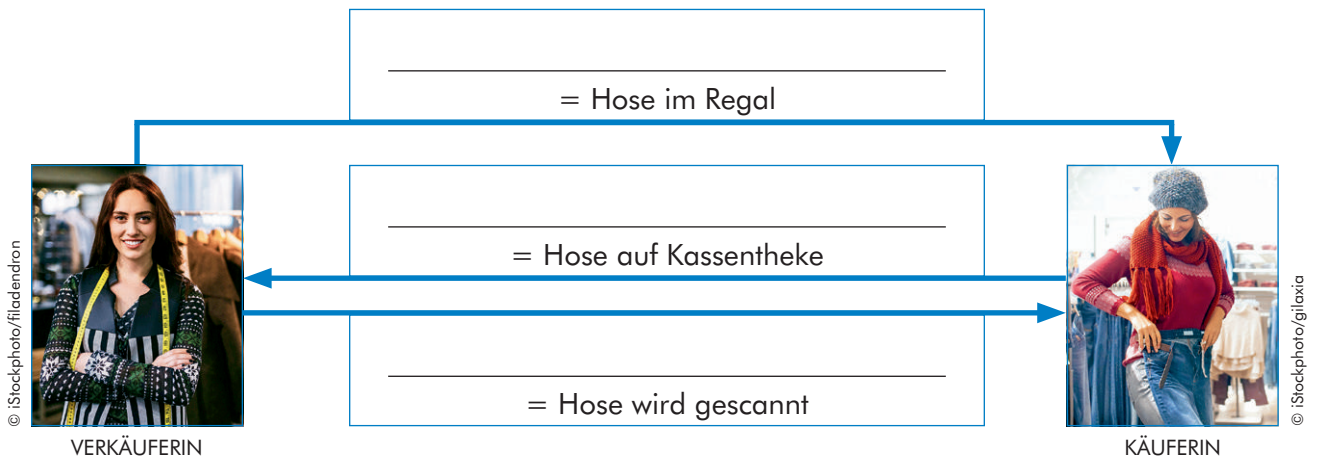 = Hose im Regal
= Hose auf Kassentheke
= Hose wird gescannt
© iStockphoto/filadendron
© iStockphoto/gilaxia
VERKÄUFERIN
KÄUFERIN